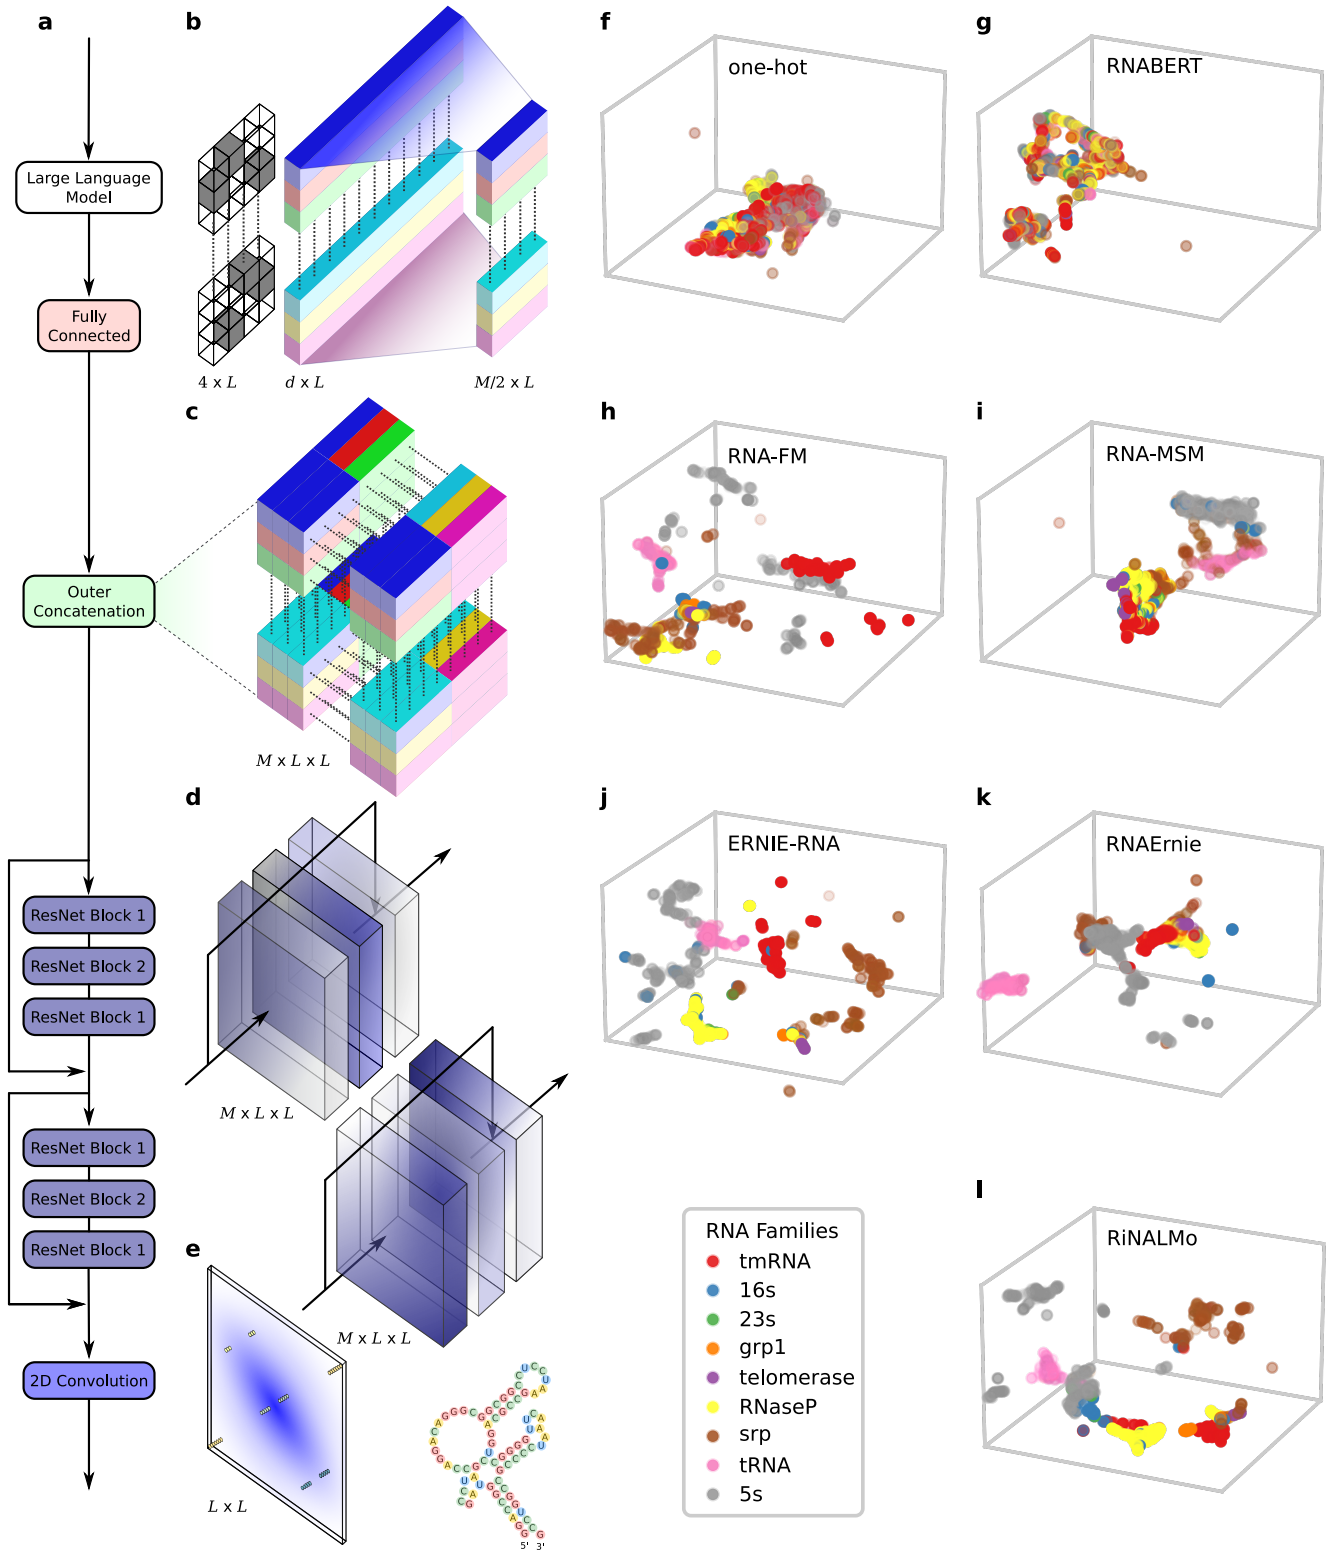 a
Large Language
Model
Fully
Connected
Outer
Concatenation
ResNet Block 1
ResNet Block 2
ResNet Block 1
ResNet Block 1
ResNet Block 2
ResNet Block 1
2D Convolution
b
4 x L
d x L
M/2 x L
c
M x L x L
d
M x L x L
M x L x L
e
L x L
5' 3'
f
one-hot
g
RNABERT
h
RNA-FM
i
RNA-MSM
j
ERNIE-RNA
k
RNAErnie
l
RiNALMo
RNA Families
tmRNA
16s
23s
grp1
telomerase
RNaseP
srp
tRNA
5s